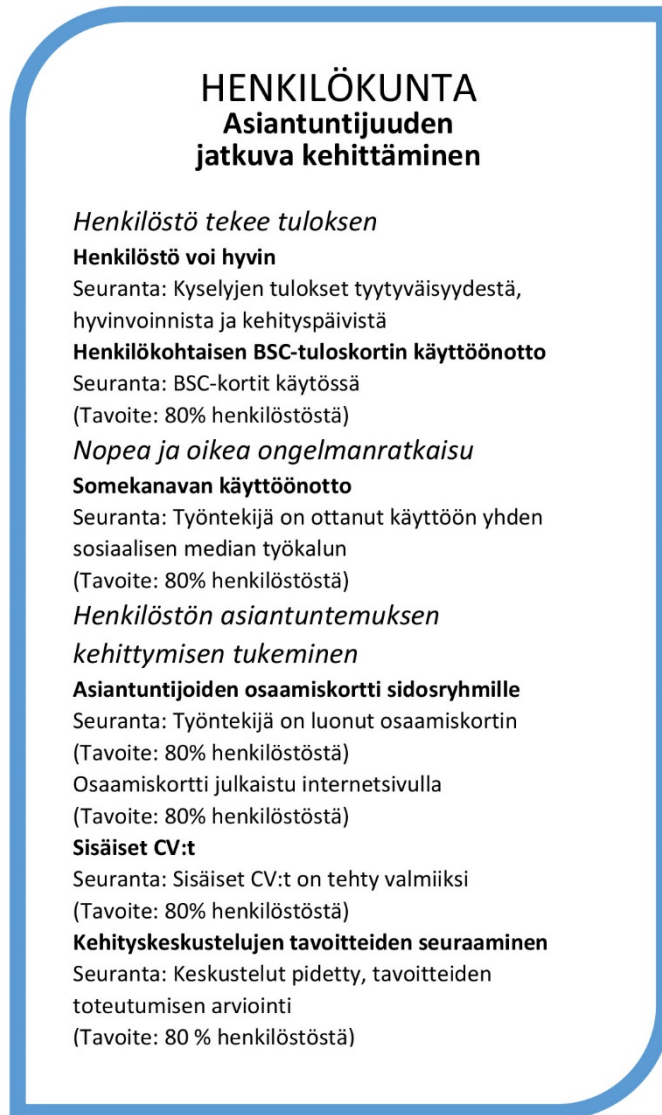 HENKILÖKUNTA
Asiantuntijuuden
jatkuva kehittäminen
Henkilöstö tekee tuloksen
Henkilöstö voi hyvin
Seuranta: Kyselyjen tulokset tyytyväisyydestä,
hyvinvoinnista ja kehityspäivistä
Henkilökohtaisen BSC-tuloskortin käyttöönotto
Seuranta: BSC-kortit käytössä
(Tavoite: 80% henkilöstöstä)
Nopea ja oikea ongelmanratkaisu
Somekanavan käyttöönotto
Seuranta: Työntekijä on ottanut käyttöön yhden
sosiaalisen median työkalun
(Tavoite: 80% henkilöstöstä)
Henkilöstön asiantuntemuksen
kehittymisen tukeminen
Asiantuntijoiden osaamiskortti sidosryhmille
Seuranta: Työntekijä on luonut osaamiskortin
(Tavoite: 80% henkilöstöstä)
Osaamiskortti julkaistu internetsivulla
(Tavoite: 80% henkilöstöstä)
Sisäiset CV:t
Seuranta: Sisäiset CV:t on tehty valmiiksi
(Tavoite: 80% henkilöstöstä)
Kehityskeskustelujen tavoitteiden seuraaminen
Seuranta: Keskustelut pidetty, tavoitteiden
toteutumisen arviointi
(Tavoite: 80 % henkilöstöstä)